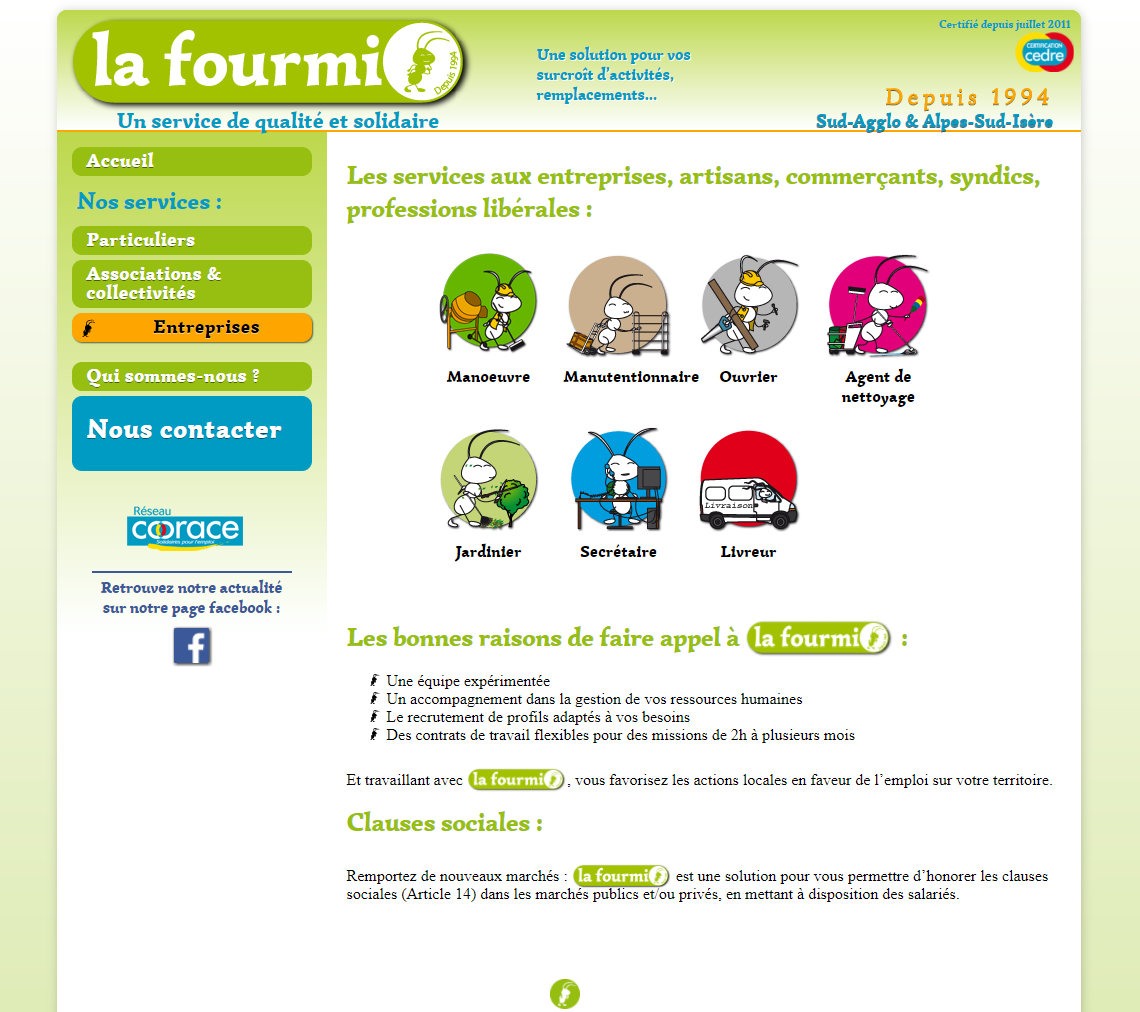 la fourmi
Depuis 1994
Un service de qualité et solidaire
Une solution pour vos
surcroît d'activités,
remplacements...
Certifié depuis juillet 2011
CERTIFICATION
cedre
Depuis 1994
Sud-Agglo & Alpes-Sud-Isère
Accueil
Nos services :
Particuliers
Associations &
collectivités
Entreprises
Qui sommes-nous ?
Nous contacter
Réseau
coorace
Solidaires pour l'emploi
Retrouvez notre actualité
sur notre page facebook :
f
Les services aux entreprises, artisans, commerçants, syndics,
professions libérales :
Manoeuvre
Manutentionnaire
Ouvrier
Agent de
nettoyage
Livraison
Jardinier
Secrétaire
Livreur
Les bonnes raisons de faire appel à la fourmi :
Une équipe expérimentée
Un accompagnement dans la gestion de vos ressources humaines
Le recrutement de profils adaptés à vos besoins
Des contrats de travail flexibles pour des missions de 2h à plusieurs mois
Et travaillant avec la fourmi , vous favorisez les actions locales en faveur de l'emploi sur votre territoire.
Clauses sociales :
Remportez de nouveaux marchés : la fourmi est une solution pour vous permettre d'honorer les clauses
sociales (Article 14) dans les marchés publics et/ou privés, en mettant à disposition des salariés.